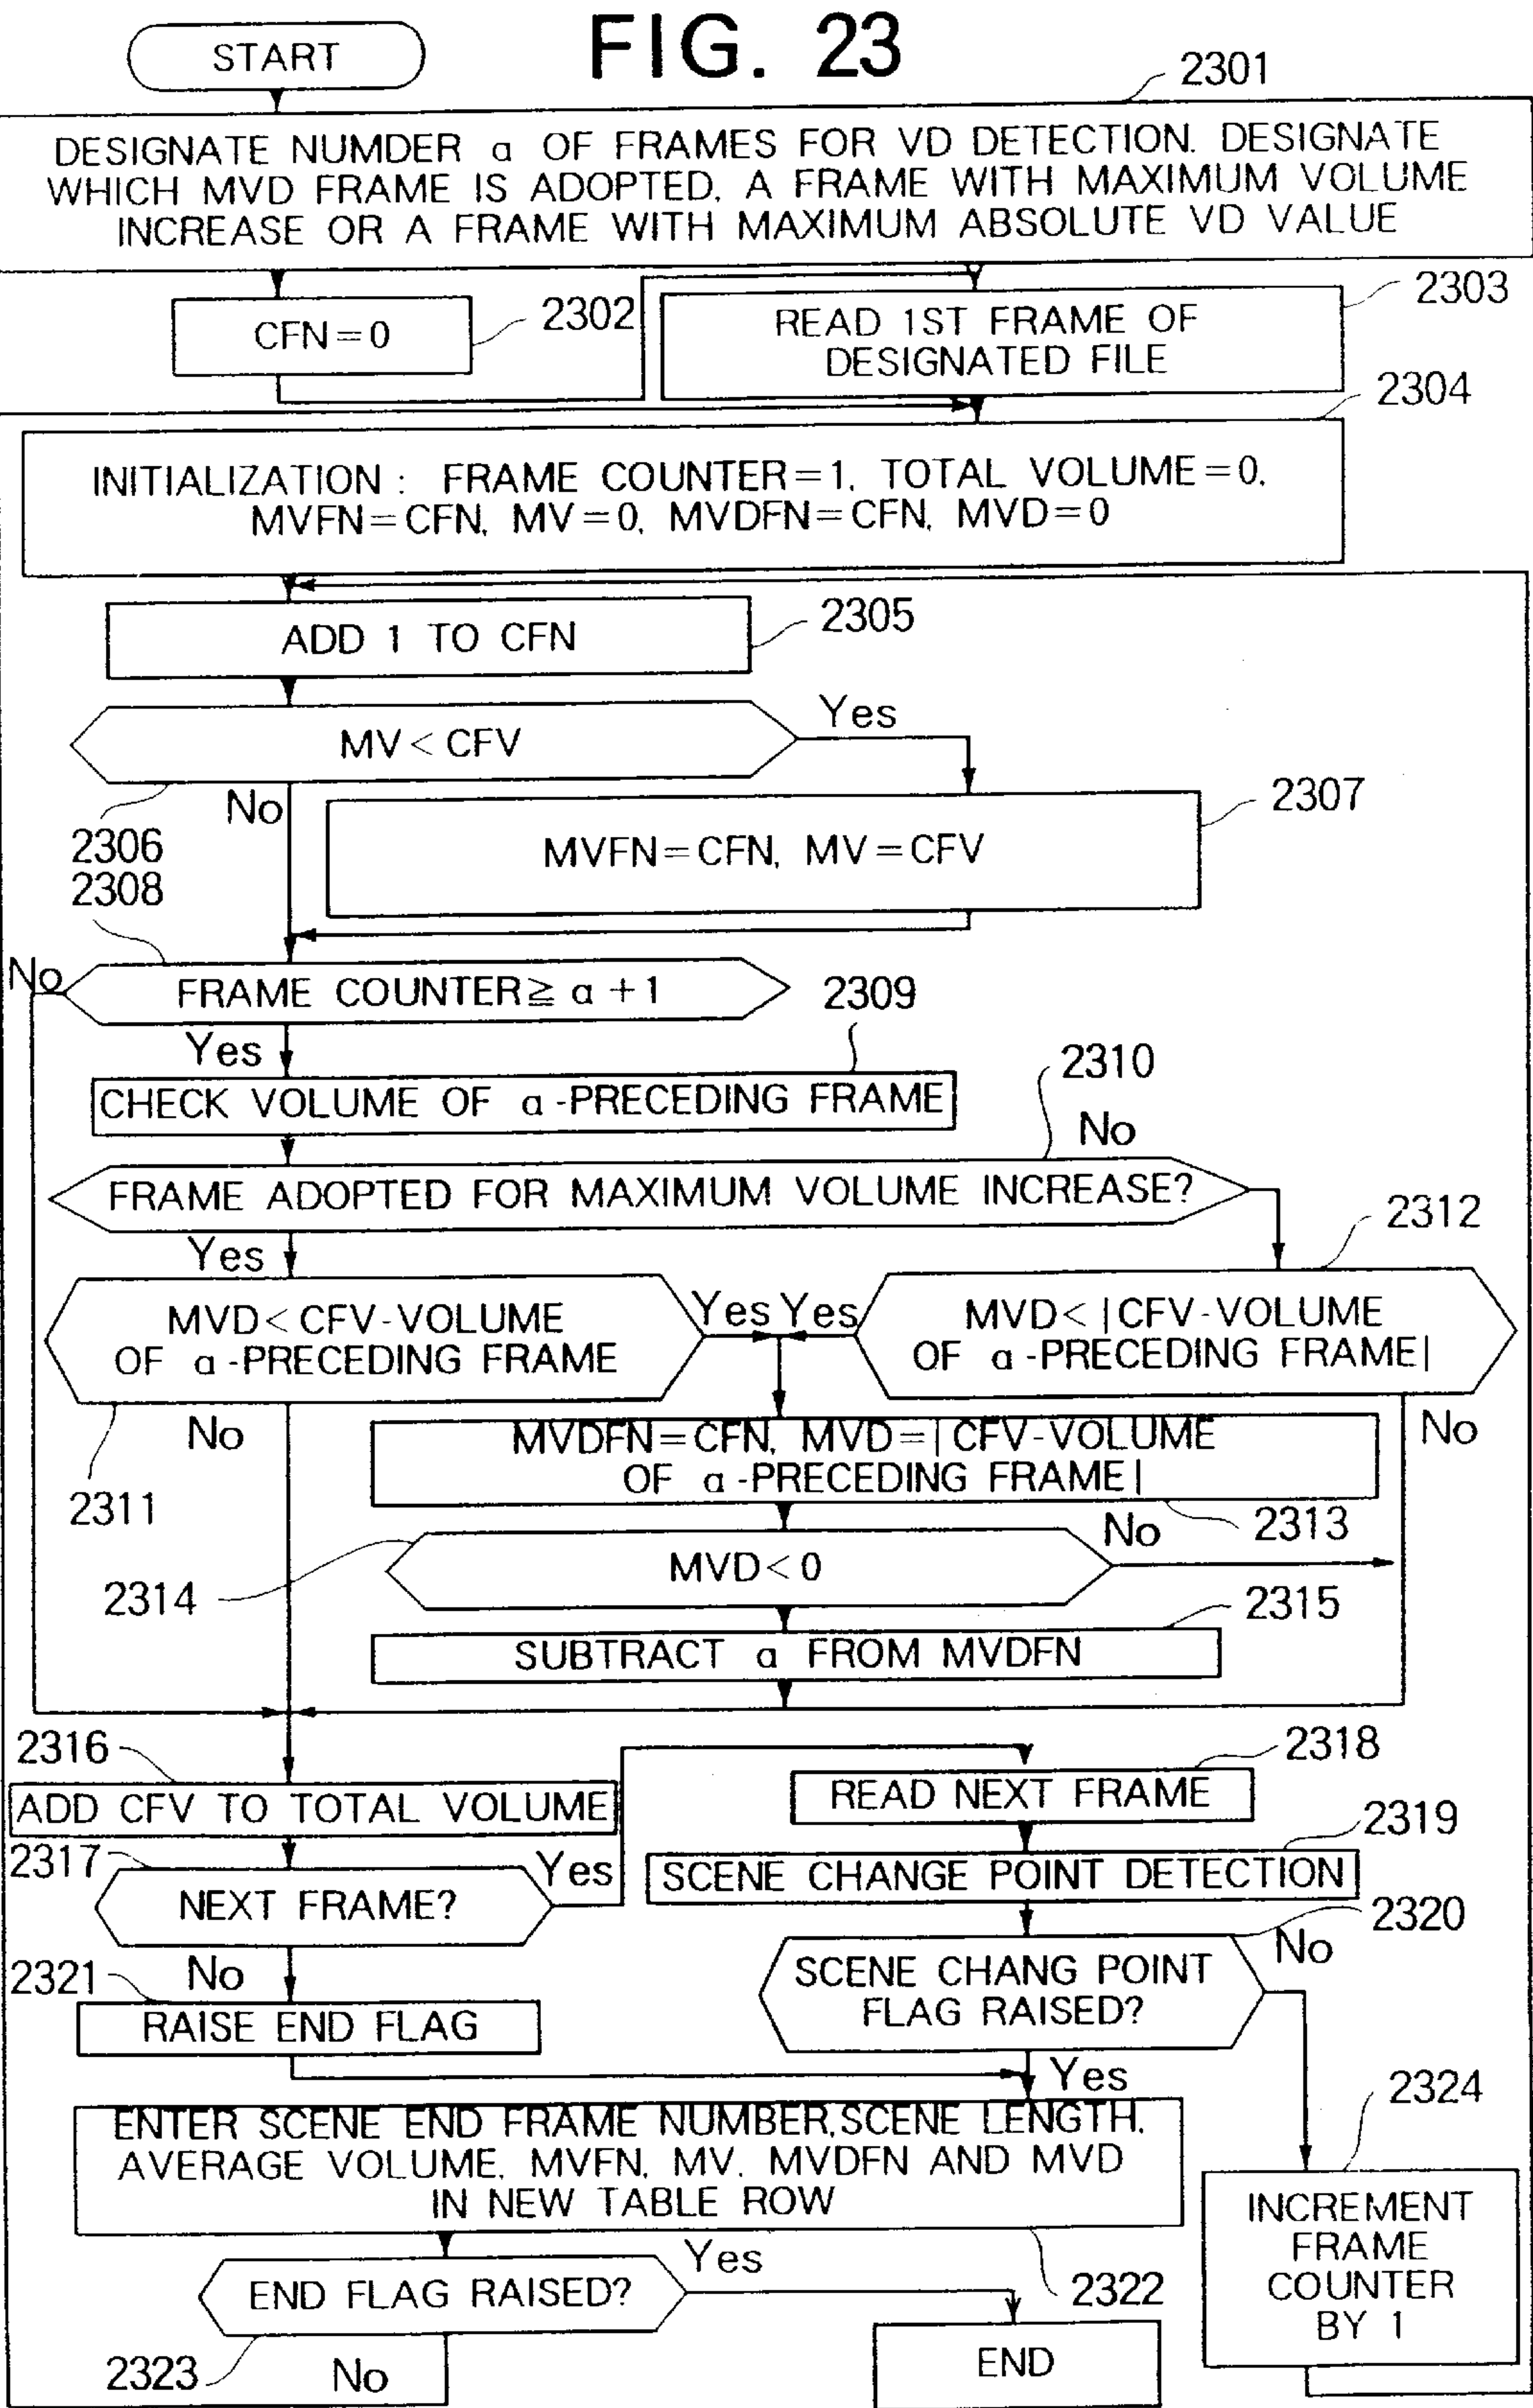 FIG. 23
START
2301
DESIGNATE NUMDER α OF FRAMES FOR VD DETECTION. DESIGNATE
WHICH MVD FRAME IS ADOPTED, A FRAME WITH MAXIMUM VOLUME
INCREASE OR A FRAME WITH MAXIMUM ABSOLUTE VD VALUE
CFN=0
2302
READ 1ST FRAME OF
DESIGNATED FILE
2303
2304
INITIALIZATION : FRAME COUNTER=1, TOTAL VOLUME=0,
MVFN=CFN, MV=0, MVDFN=CFN, MVD=0
ADD 1 TO CFN
2305
MV<CFV
Yes
No
2306
MVFN=CFN, MV=CFV
2307
2308
No
FRAME COUNTER≧ α +1
Yes
2309
CHECK VOLUME OF α -PRECEDING FRAME
2310
No
FRAME ADOPTED FOR MAXIMUM VOLUME INCREASE?
Yes
2312
MVD<CFV-VOLUME
OF α -PRECEDING FRAME
Yes
Yes
MVD<|CFV-VOLUME
OF α -PRECEDING FRAME|
No
2311
No
MVDFN=CFN, MVD=|CFV-VOLUME
OF α -PRECEDING FRAME|
2313
MVD<0
No
2314
2315
SUBTRACT α FROM MVDFN
2316
ADD CFV TO TOTAL VOLUME
2317
NEXT FRAME?
Yes
No
2318
READ NEXT FRAME
2319
SCENE CHANGE POINT DETECTION
2320
SCENE CHANG POINT
FLAG RAISED?
No
Yes
2321
RAISE END FLAG
ENTER SCENE END FRAME NUMBER,SCENE LENGTH,
AVERAGE VOLUME, MVFN, MV, MVDFN AND MVD
IN NEW TABLE ROW
2322
2324
INCREMENT
FRAME
COUNTER
BY 1
END FLAG RAISED?
Yes
2323
No
END